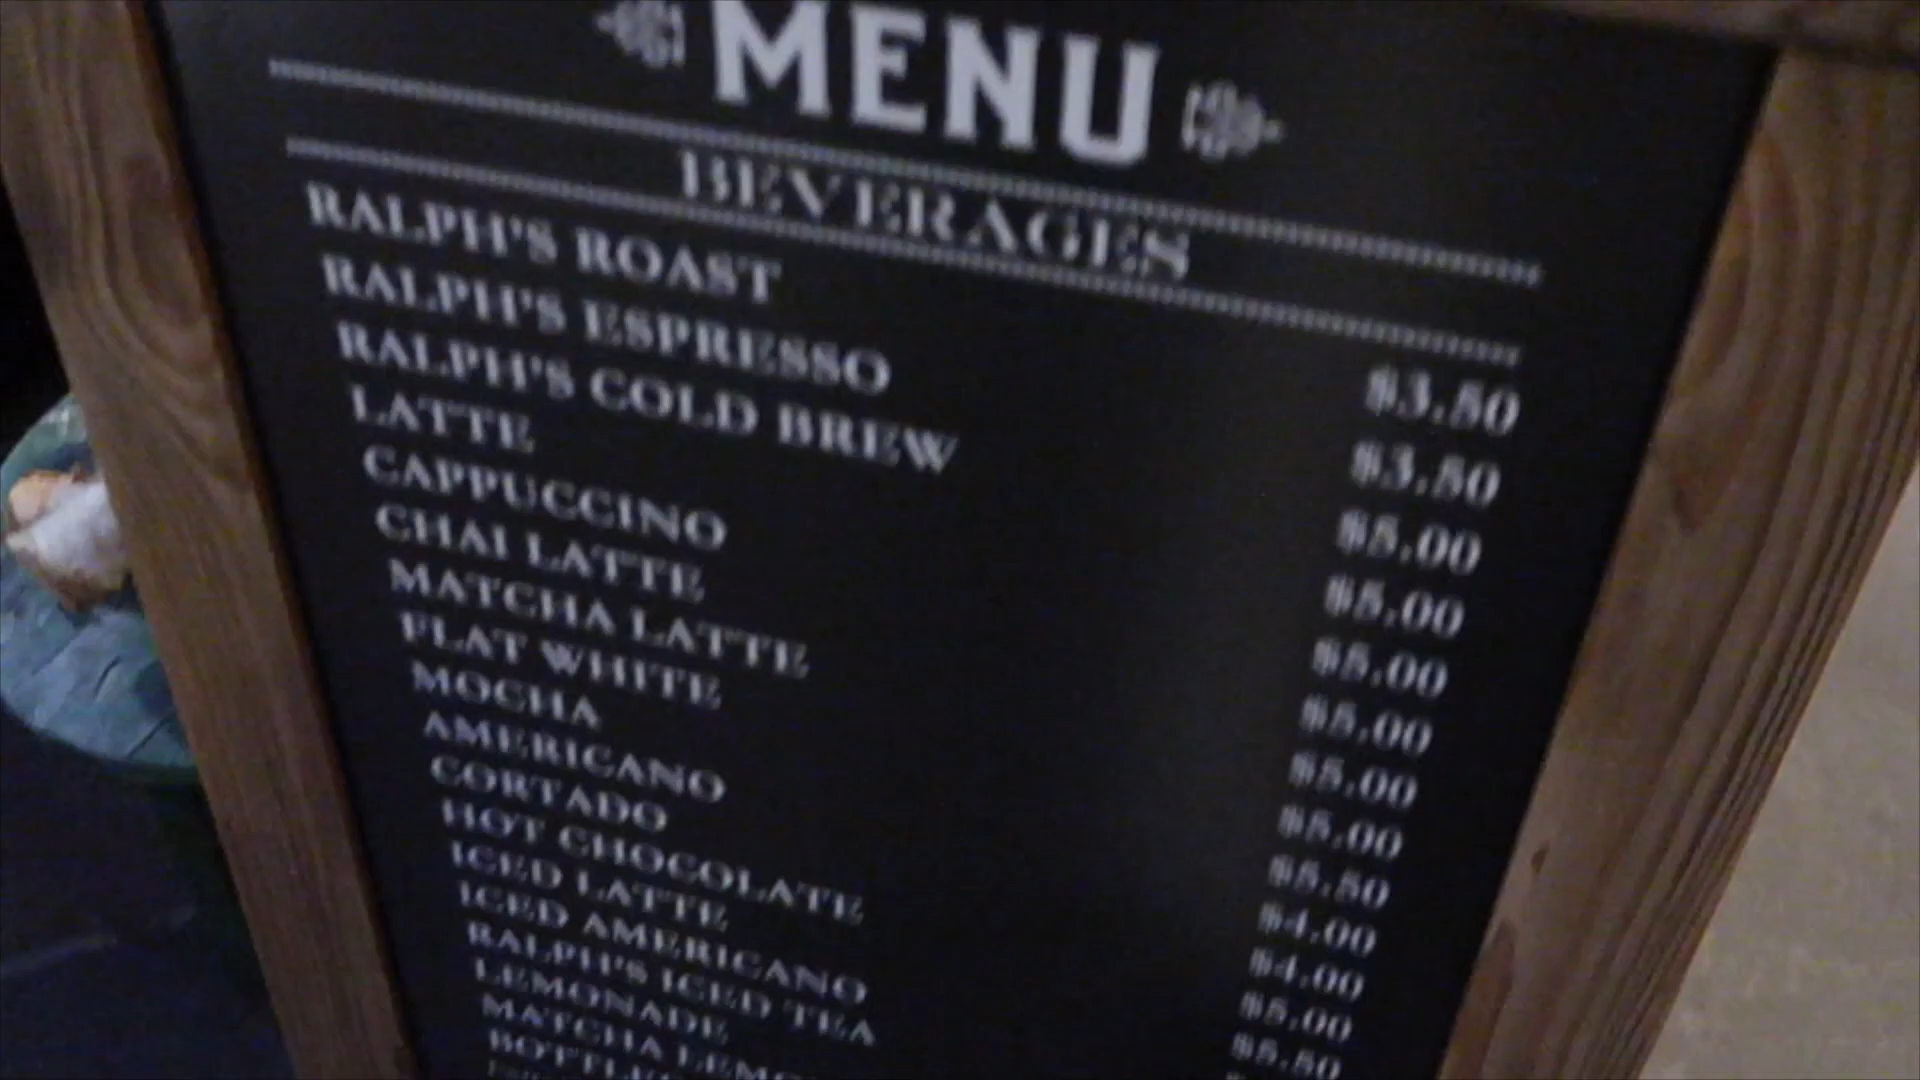 MENU
BEVERAGES
RALPH'S ROAST $3.50
RALPH'S ESPRESSO $3.50
RALPH'S COLD BREW $5.00
LATTE $5.00
CAPPUCCINO $5.00
CHAI LATTE $5.00
MATCHA LATTE $5.00
FLAT WHITE $5.00
MOCHA $5.50
AMERICANO $4.00
CORTADO $4.00
HOT CHOCOLATE $5.00
ICED LATTE $5.50
ICED AMERICANO
RALPH'S ICED TEA
LEMONADE
MATCHA